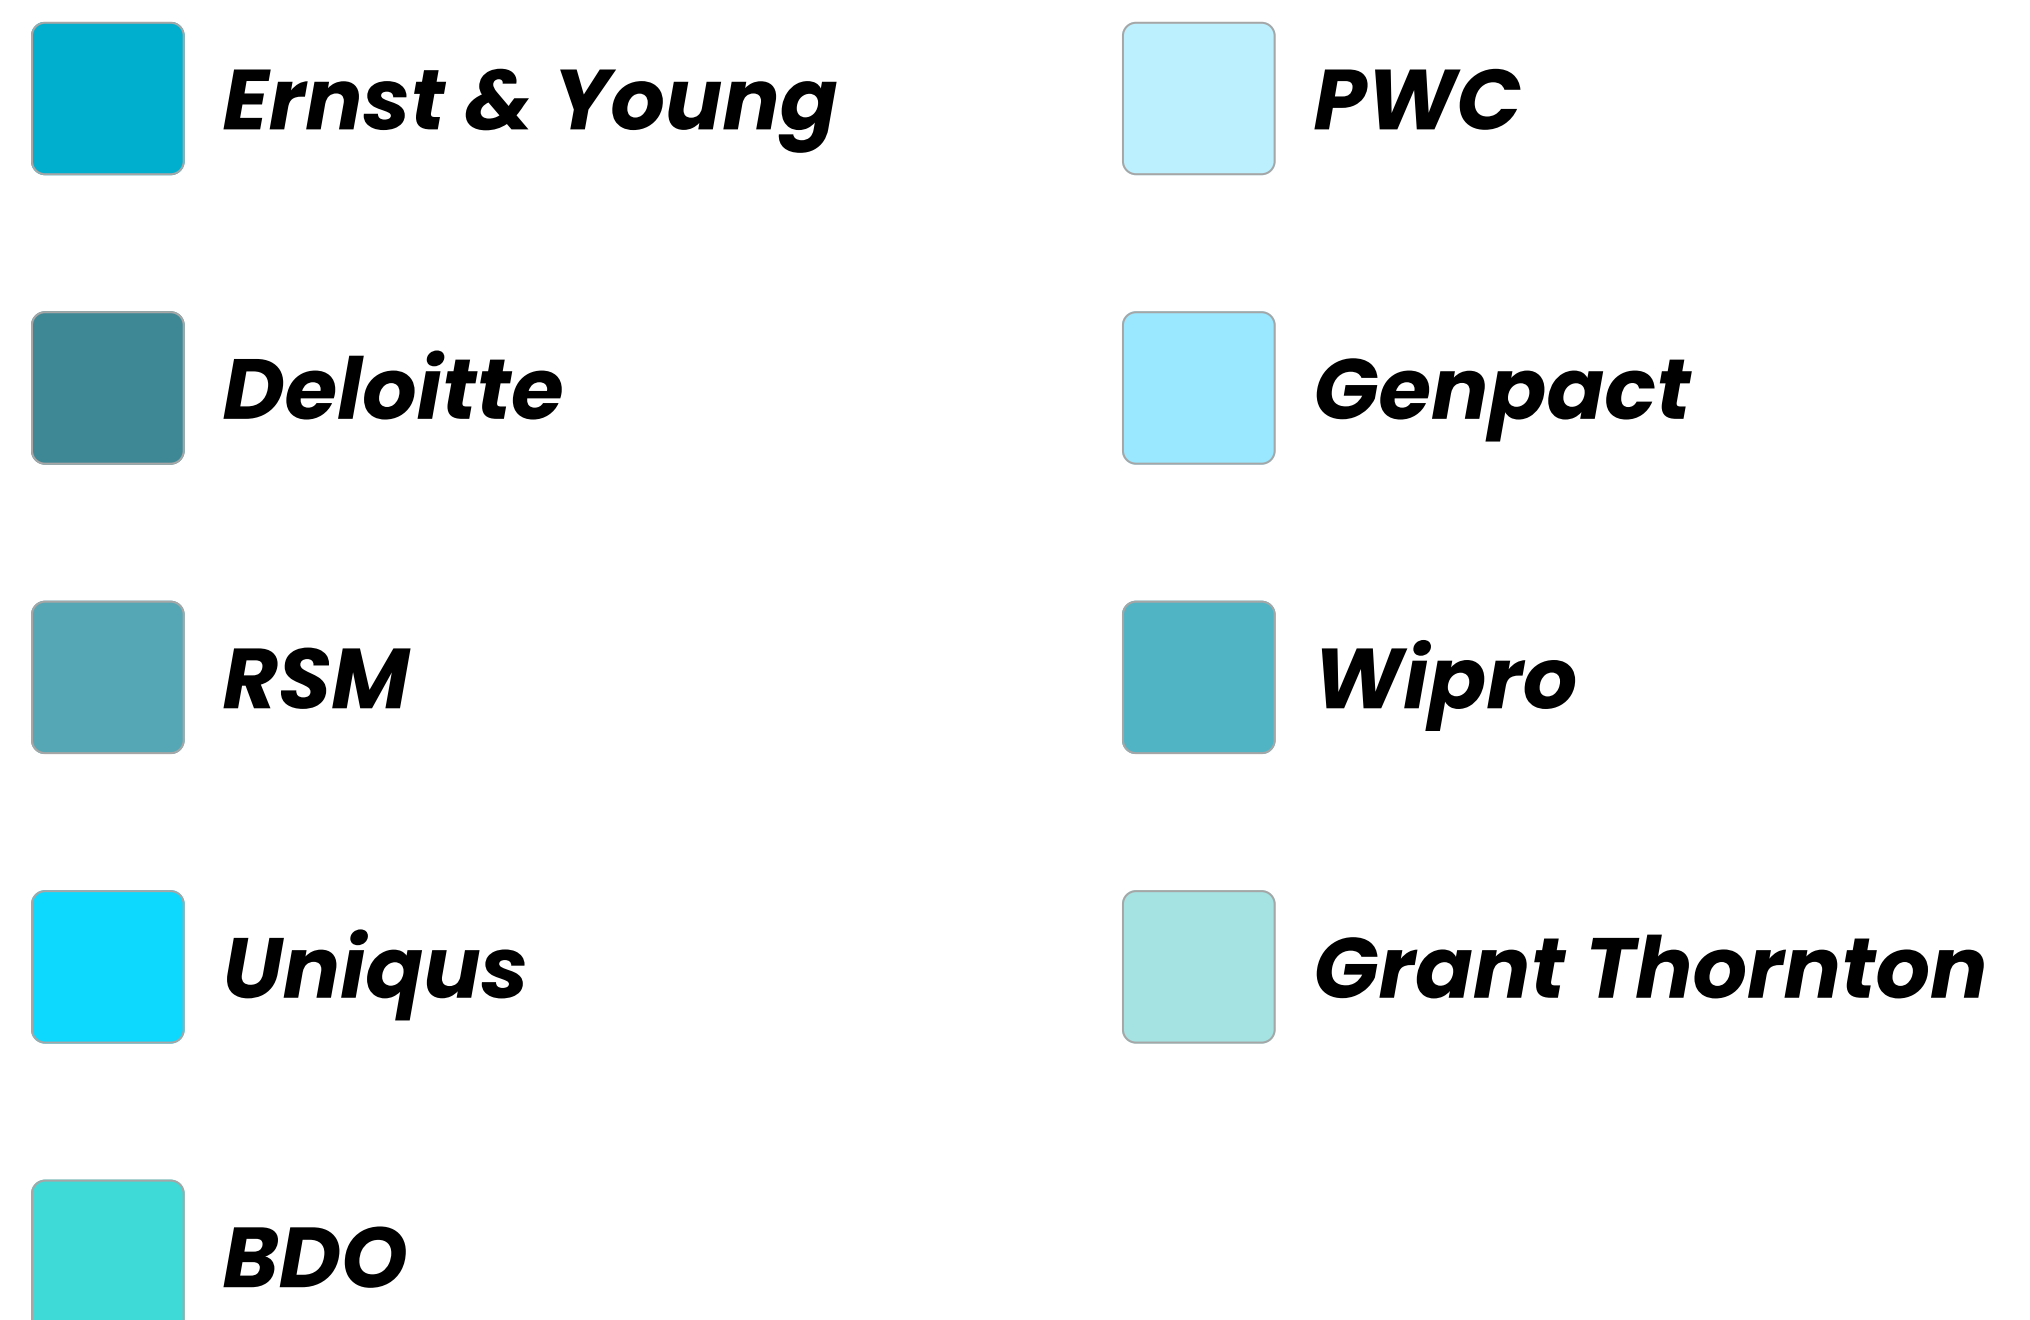 Ernst & Young
PWC
Deloitte
Genpact
RSM
Wipro
Uniqus
Grant Thornton
BDO